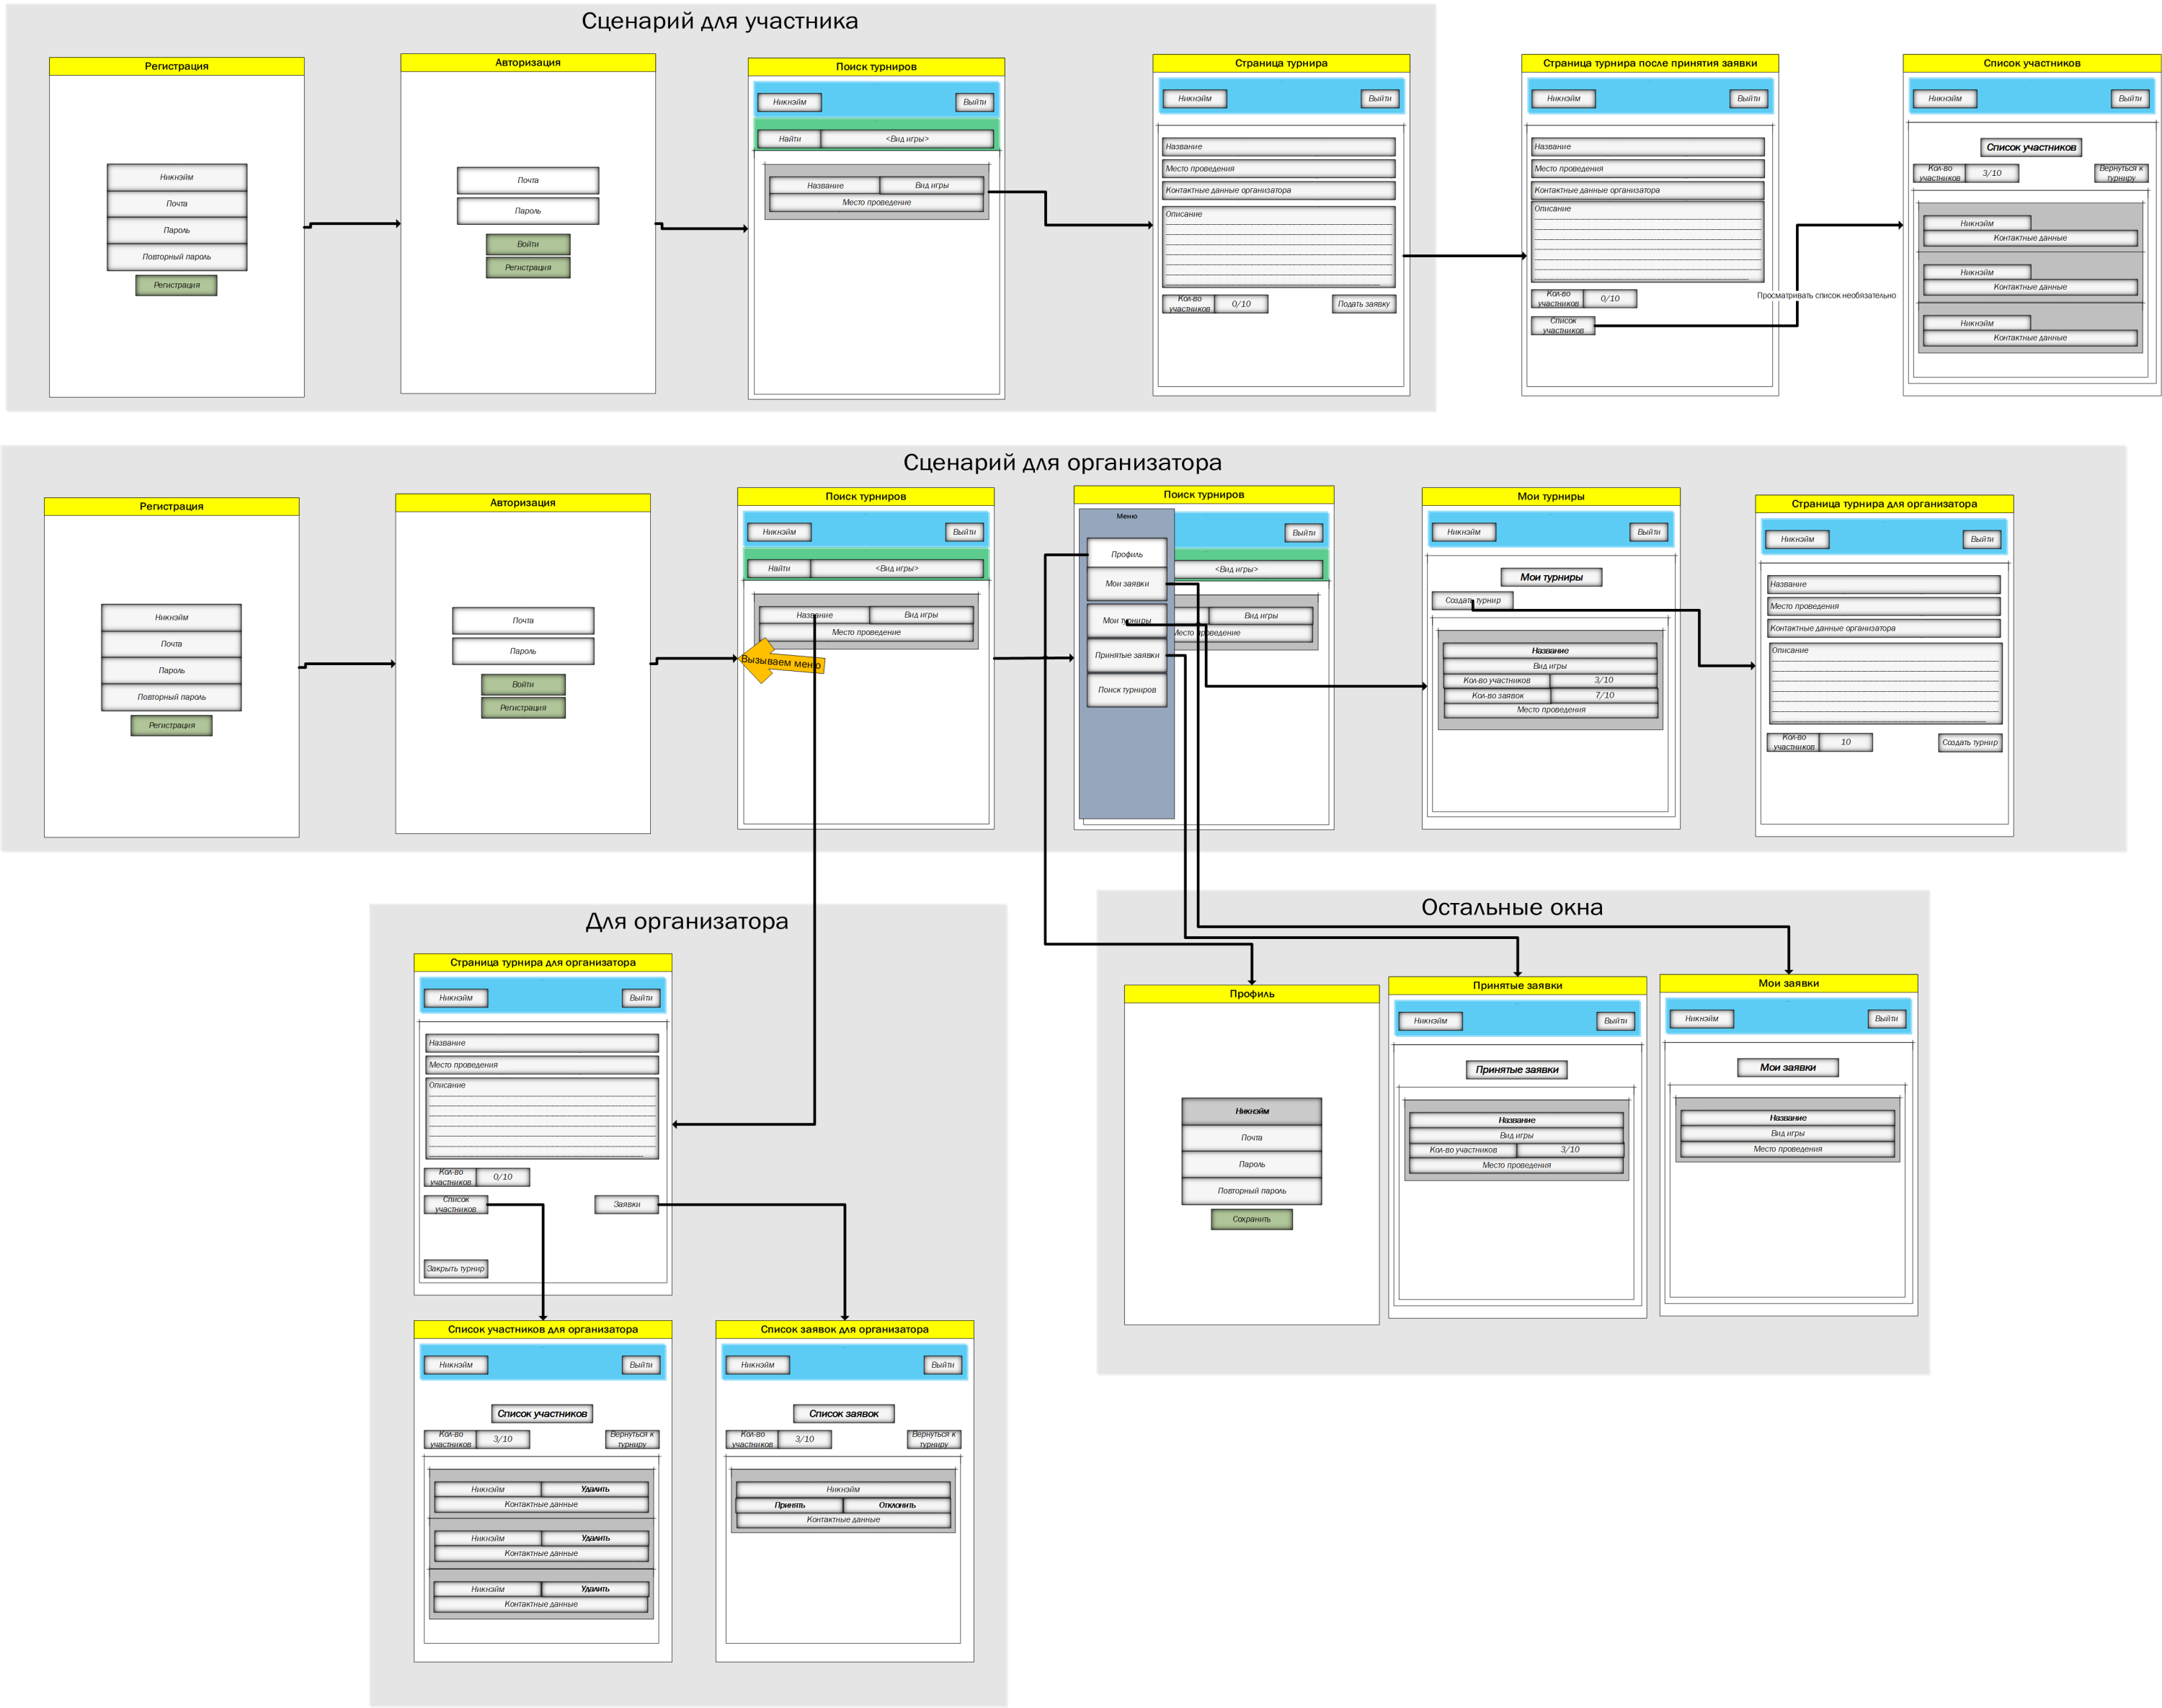 Сценарий для участника
Регистрация
Никнэйм
Почта
Пароль
Повторный пароль
Регистрация
Авторизация
Почта
Пароль
Войти
Регистрация
Поиск турниров
Никнэйм
Выйти
Найти
<Вид игры>
Название
Вид игры
Место проведение
Страница турнира
Никнэйм
Выйти
Название
Место проведения
Контактные данные организатора
Описание
Кол-во
участников
0/10
Подать заявку
Страница турнира после принятия заявки
Никнэйм
Выйти
Название
Место проведения
Контактные данные организатора
Описание
Кол-во
участников
0/10
Список
участников
Просматривать список необязательно
Список участников
Никнэйм
Выйти
Список участников
Кол-во
участников
3/10
Вернуться к
турниру
Никнэйм
Контактные данные
Никнэйм
Контактные данные
Никнэйм
Контактные данные
Сценарий для организатора
Регистрация
Никнэйм
Почта
Пароль
Повторный пароль
Регистрация
Авторизация
Почта
Пароль
Войти
Регистрация
Поиск турниров
Никнэйм
Выйти
Найти
<Вид игры>
Название
Вид игры
Место проведение
Вызываем меню
Поиск турниров
Меню
Выйти
<Вид игры>
Вид игры
Место проведение
Профиль
Мои заявки
Мои турниры
Принятые заявки
Поиск турниров
Мои турниры
Никнэйм
Выйти
Мои турниры
Создать турнир
Название
Вид игры
Кол-во участников
3/10
Кол-во заявок
7/10
Место проведения
Страница турнира для организатора
Никнэйм
Выйти
Название
Место проведения
Контактные данные организатора
Описание
Кол-во
участников
10
Создать турнир
Для организатора
Страница турнира для организатора
Никнэйм
Выйти
Название
Место проведения
Описание
Кол-во
участников
0/10
Список
участников
Заявки
Закрыть турнир
Список участников для организатора
Никнэйм
Выйти
Список участников
Кол-во
участников
3/10
Вернуться к
турниру
Никнэйм
Удалить
Контактные данные
Никнэйм
Удалить
Контактные данные
Никнэйм
Удалить
Контактные данные
Список заявок для организатора
Никнэйм
Выйти
Список заявок
Кол-во
участников
3/10
Вернуться к
турниру
Никнэйм
Принять
Отклонить
Контактные данные
Остальные окна
Профиль
Никнэйм
Почта
Пароль
Повторный пароль
Сохранить
Принятые заявки
Никнэйм
Выйти
Принятые заявки
Название
Вид игры
Кол-во участников
3/10
Место проведения
Мои заявки
Никнэйм
Выйти
Мои заявки
Название
Вид игры
Место проведения